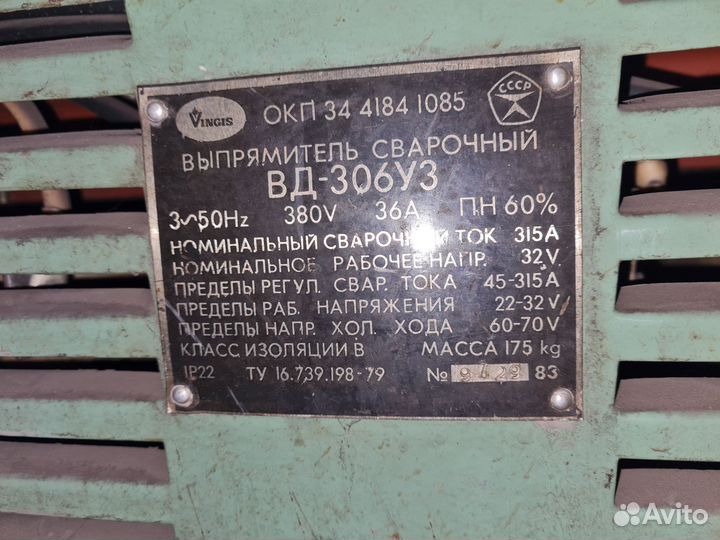 VINGIS ОКП 34 4184 1085 СССР
ВЫПРЯМИТЕЛЬ СВАРОЧНЫЙ
ВД-306У3
3~50Hz 380V 36A ПН 60%
НОМИНАЛЬНЫЙ СВАРОЧНЫЙ ТОК 315А
НОМИНАЛЬНОЕ РАБОЧЕЕ НАПР. 32V
ПРЕДЕЛЫ РЕГУЛ. СВАР. ТОКА 45-315А
ПРЕДЕЛЫ РАБ. НАПРЯЖЕНИЯ 22-32V
ПРЕДЕЛЫ НАПР. ХОЛ. ХОДА 60-70V
КЛАСС ИЗОЛЯЦИИ В МАССА 175 kg
IP22 ТУ 16.739.198-79 № 83
Avito